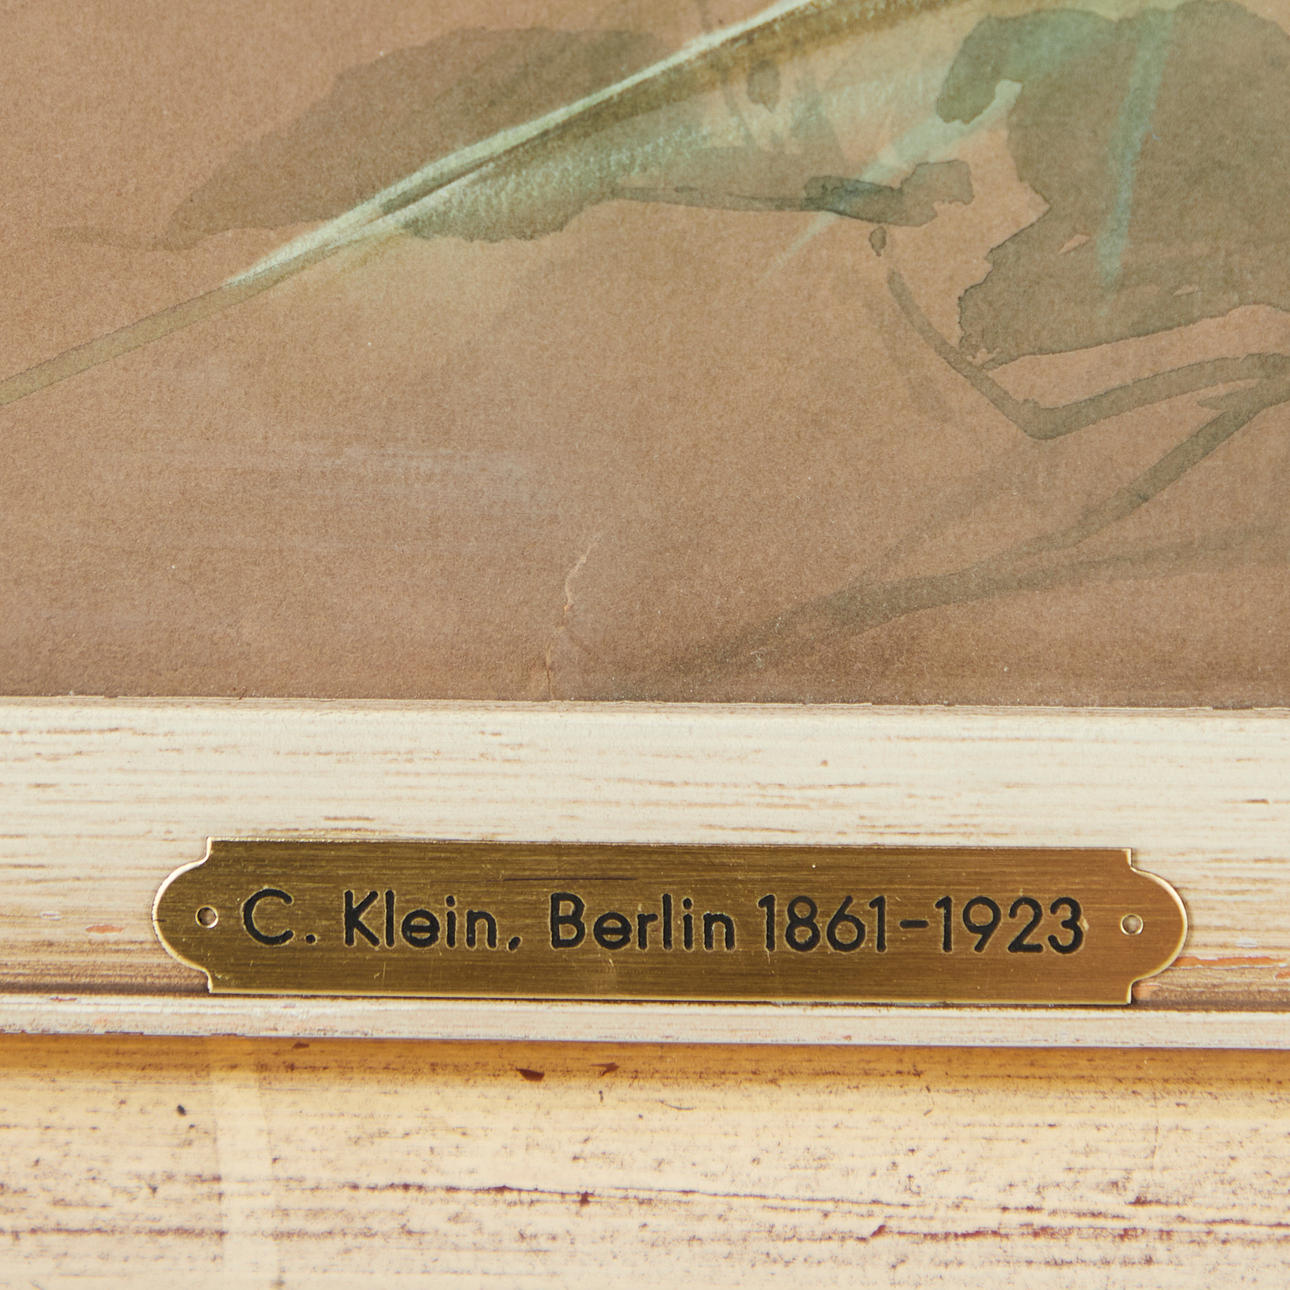 C. Klein, Berlin 1861-1923